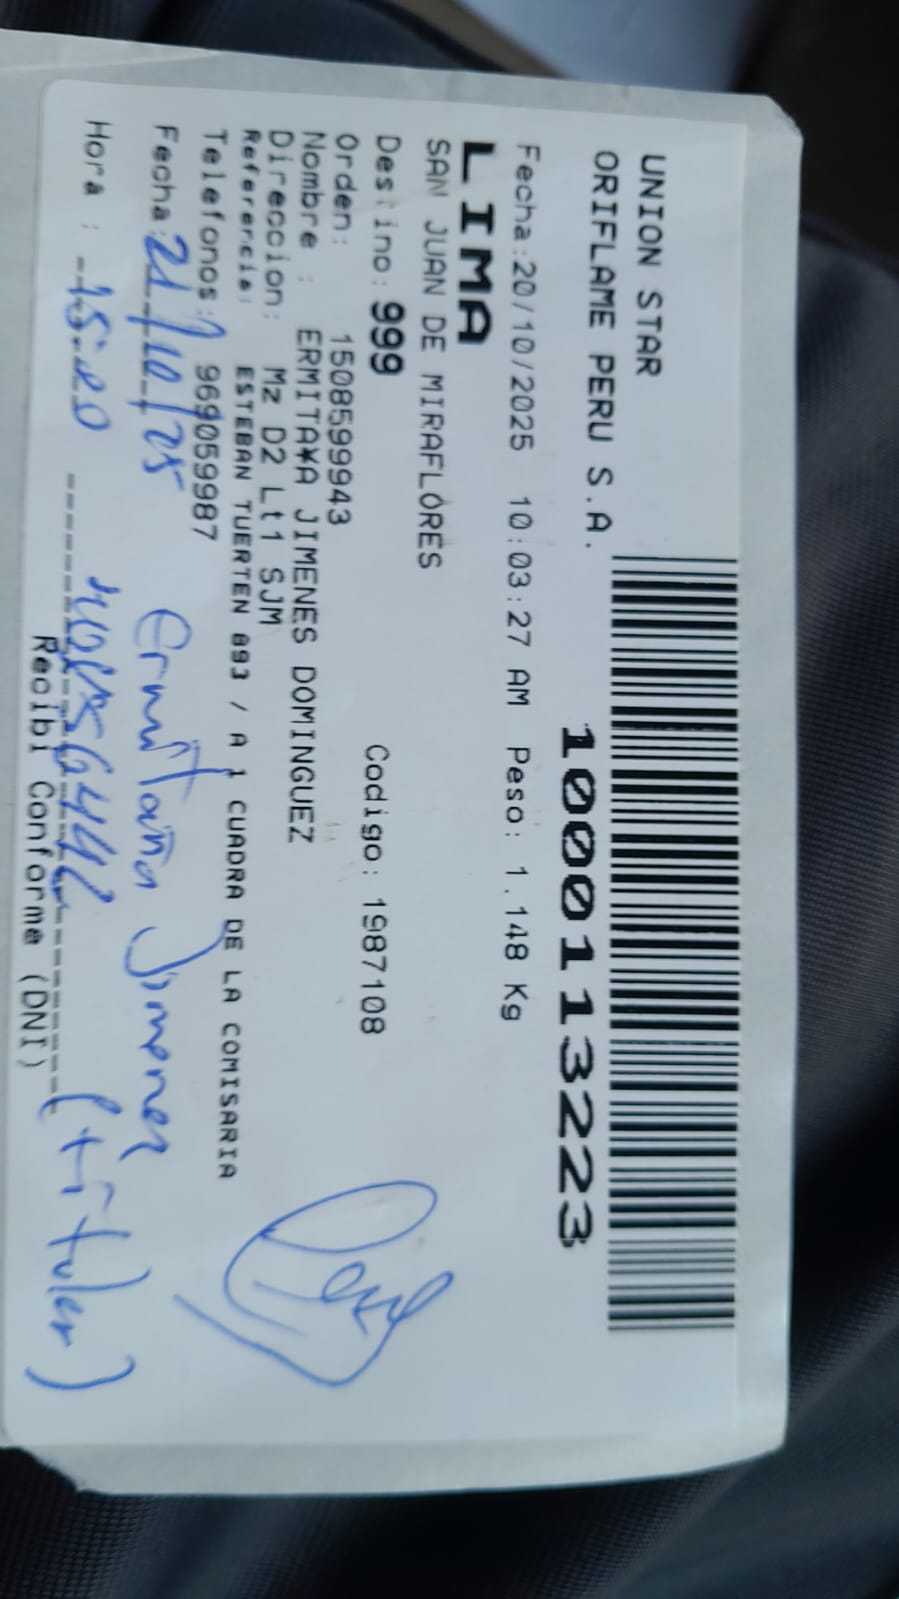 UNION STAR
ORIFLAME PERU S.A.
1000113223
Fecha:20/10/2025 10:03:27 AM Peso: 1.148 Kg
LIMA
SAN JUAN DE MIRAFLORES
Destino: 999
Orden: 1508599943 Codigo: 1987108
Nombre : ERMITA¥A JIMENES DOMINGUEZ
Direccion: Mz D2 Lt1 SJM
Referencia: ESTEBAN TUERTEN 893 / A 1 CUADRA DE LA COMISARIA
Telefonos: 969059987
Fecha: 21/10/25 Ermitaña Jimenez
Hora : 15:00 (titular)
Recibi Conforme (DNI)